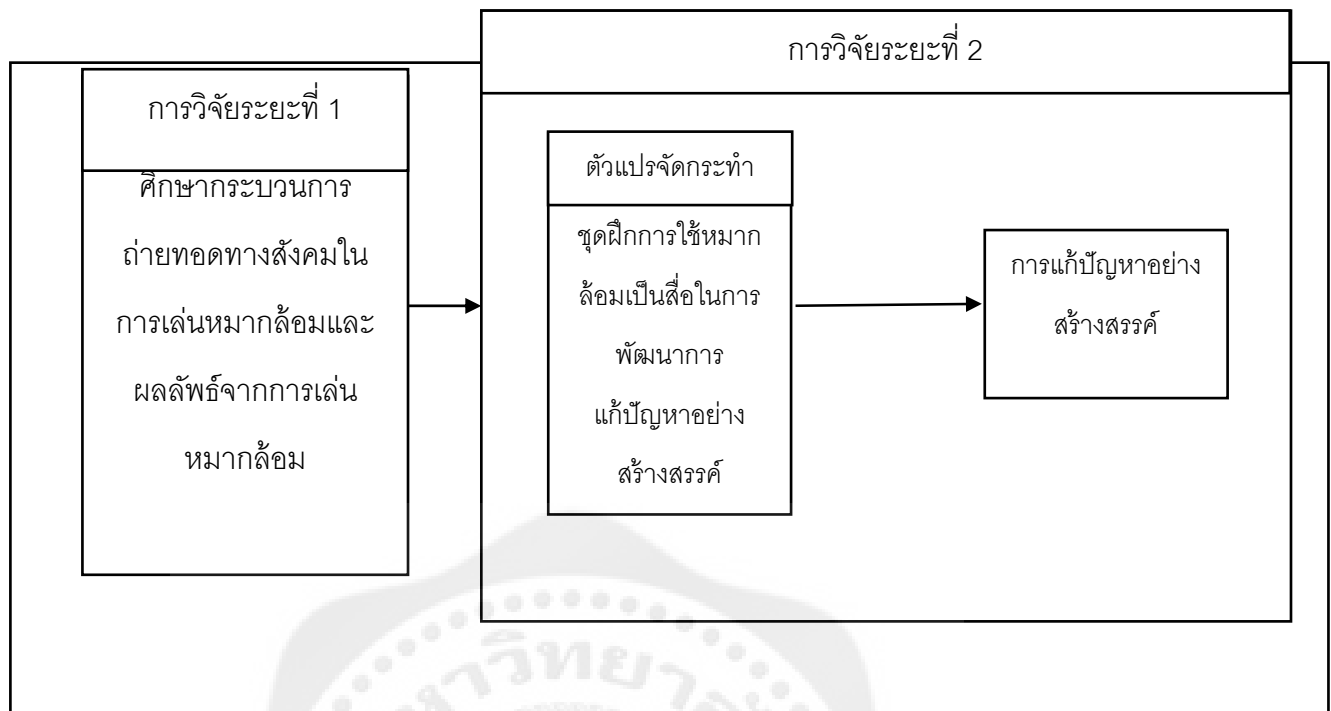 การวิจัยระยะที่ 1
ศึกษากระบวนการ
ถ่ายทอดทางสังคมใน
การเล่นหมากล้อมและ
ผลลัพธ์จากการเล่น
หมากล้อม
การวิจัยระยะที่ 2
ตัวแปรจัดกระทำ
ชุดฝึกการใช้หมาก
ล้อมเป็นสื่อในการ
พัฒนาการ
แก้ปัญหาอย่าง
สร้างสรรค์
การแก้ปัญหาอย่าง
สร้างสรรค์